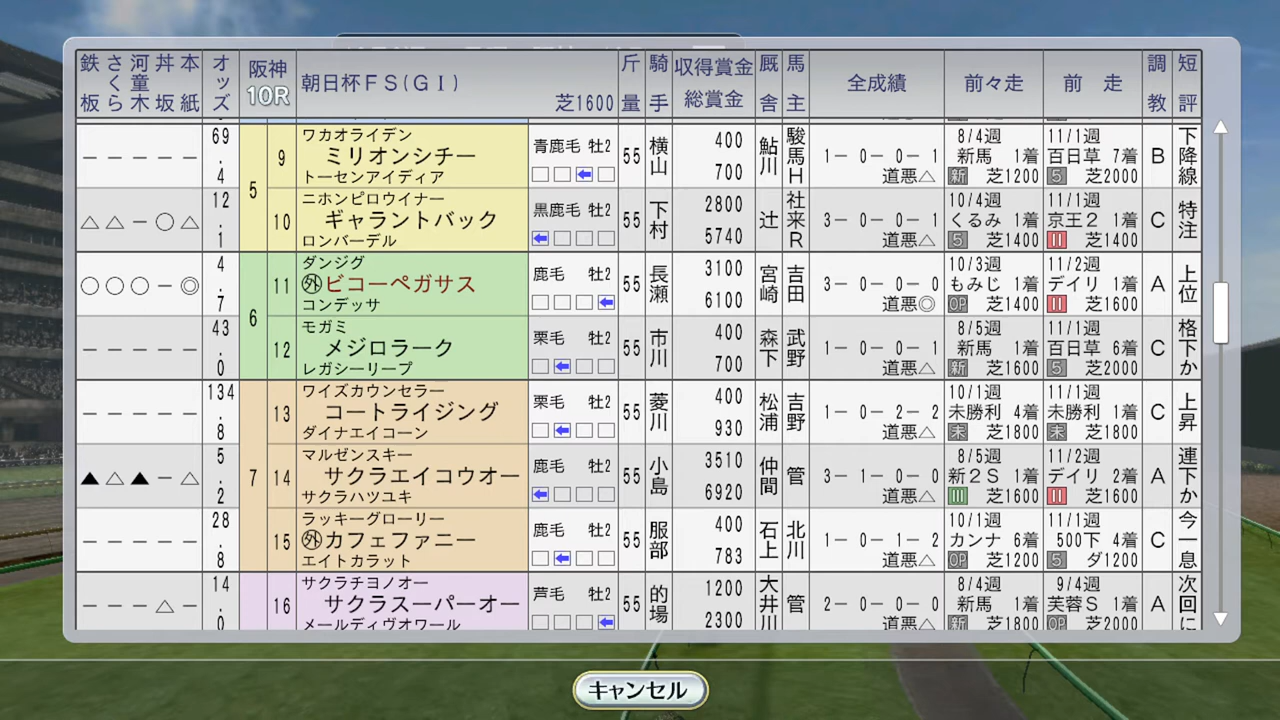 鉄板 さくら 河童木 丼坂 本紙 オッズ 阪神10R 朝日杯FS(GⅠ) 芝1600 斤量 騎手 収得賞金 総賞金 厩舎 馬主 全成績 前々走 前 走 調教 短評
－ － － － － 69.4 5 9 ワカオライデン 青鹿毛 牡2 55 横山 400 鮎川 駿馬H 1－ 0－ 0－ 1 8/4週 11/1週 B 下降線
ミリオンシチー 新馬 1着 百日草 7着
トーセンアイディア 700 道悪△ 新 芝1200 5 芝2000
△ △ － ○ △ 12.1 10 ニホンピロウイナー 黒鹿毛 牡2 55 下村 2800 辻 社来R 3－ 0－ 0－ 1 10/4週 11/1週 C 特注
ギャラントバック くるみ 1着 京王2 1着
ロンバーデル 5740 道悪△ 5 芝1400 II 芝1400
○ ○ ○ － ◎ 4.7 6 11 ダンジグ 鹿毛 牡2 55 長瀬 3100 宮崎 吉田 3－ 0－ 0－ 0 10/3週 11/2週 A 上位
外 ビコーペガサス もみじ 1着 デイリ 1着
コンデッサ 6100 道悪◎ OP 芝1400 II 芝1600
－ － － － － 43.0 12 モガミ 栗毛 牡2 55 市川 400 森下 武野 1－ 0－ 0－ 1 8/5週 11/1週 C 格下か
メジロラーク 新馬 1着 百日草 6着
レガシーリープ 700 道悪△ 新 芝1600 5 芝2000
－ － － － － 134.8 7 13 ワイズカウンセラー 栗毛 牡2 55 菱川 400 松浦 吉野 1－ 0－ 2－ 2 10/1週 11/1週 C 上昇
コートライジング 未勝利 4着 未勝利 1着
ダイナエイコーン 930 道悪△ 未 芝1800 未 芝1800
▲ △ ▲ － △ 5.2 14 マルゼンスキー 鹿毛 牡2 55 小島 3510 仲間 管 3－ 1－ 0－ 0 8/5週 11/2週 A 連下か
サクラエイコウオー 新2S 1着 デイリ 2着
サクラハツユキ 6920 道悪△ III 芝1600 II 芝1600
－ － － － － 28.8 15 ラッキーグローリー 鹿毛 牡2 55 服部 400 石上 北川 1－ 0－ 1－ 2 10/1週 11/1週 C 今一息
外 カフェファニー カンナ 6着 500下 4着
エイトカラット 783 道悪△ OP 芝1200 5 ダ1200
－ － － △ － 14.0 16 サクラチヨノオー 芦毛 牡2 55 的場 1200 大井川 管 2－ 0－ 0－ 0 8/4週 9/4週 A 次回に
サクラスーパーオー 新馬 1着 芙蓉S 1着
メールディヴオワール 2300 道悪△ 新 芝1800 OP 芝2000
キャンセル